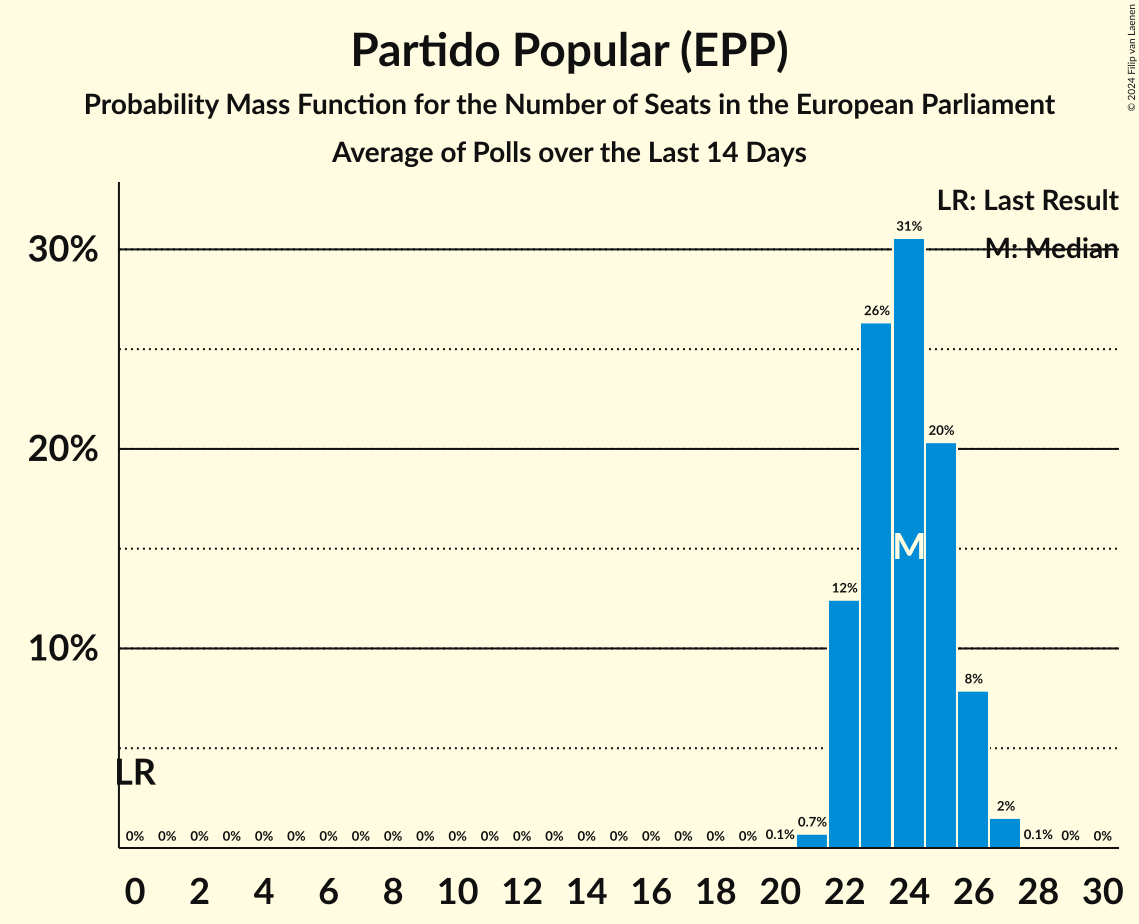 Partido Popular (EPP)
Probability Mass Function for the Number of Seats in the European Parliament
Average of Polls over the Last 14 Days
© 2024 Filip van Laenen
LR: Last Result
M: Median
30%
20%
10%
31%
26%
20%
12%
8%
2%
0.7%
M
LR
0% 0% 0% 0% 0% 0% 0% 0% 0% 0% 0% 0% 0% 0% 0% 0% 0% 0% 0% 0% 0.1% 0.1% 0% 0%
0 2 4 6 8 10 12 14 16 18 20 22 24 26 28 30